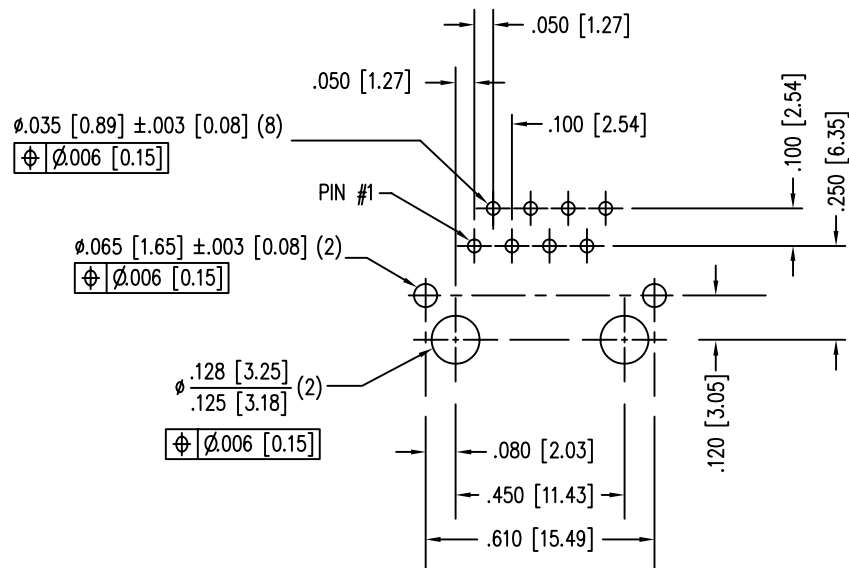 .050 [1.27]
.050 [1.27]
ø.035 [0.89] ±.003 [0.08] (8)
⌖ Ø.006 [0.15]
.100 [2.54]
.100 [2.54]
.250 [6.35]
PIN #1
ø.065 [1.65] ±.003 [0.08] (2)
⌖ Ø.006 [0.15]
ø .128 [3.25]
.125 [3.18] (2)
⌖ Ø.006 [0.15]
.120 [3.05]
.080 [2.03]
.450 [11.43]
.610 [15.49]